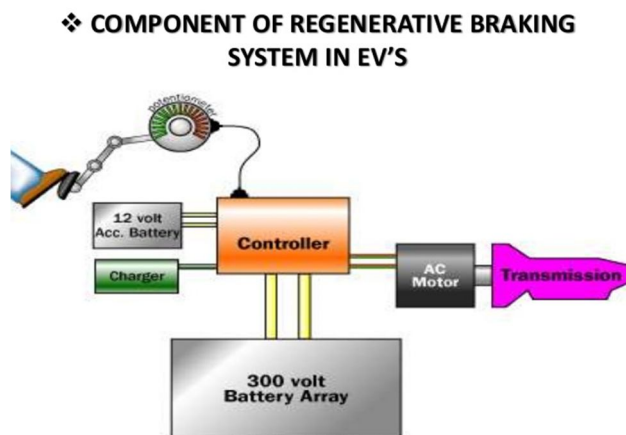 ❖ COMPONENT OF REGENERATIVE BRAKING
SYSTEM IN EV’S
potentiometer
12 volt
Acc. Battery
Controller
Charger
AC
Motor
Transmission
300 volt
Battery Array